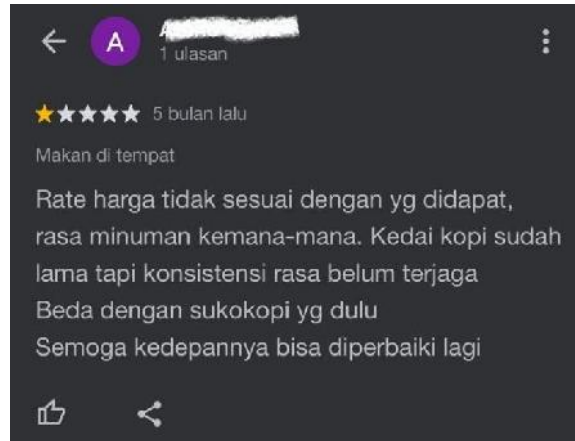 A
1 ulasan
5 bulan lalu
Makan di tempat
Rate harga tidak sesuai dengan yg didapat,
rasa minuman kemana-mana. Kedai kopi sudah
lama tapi konsistensi rasa belum terjaga
Beda dengan sukokopi yg dulu
Semoga kedepannya bisa diperbaiki lagi